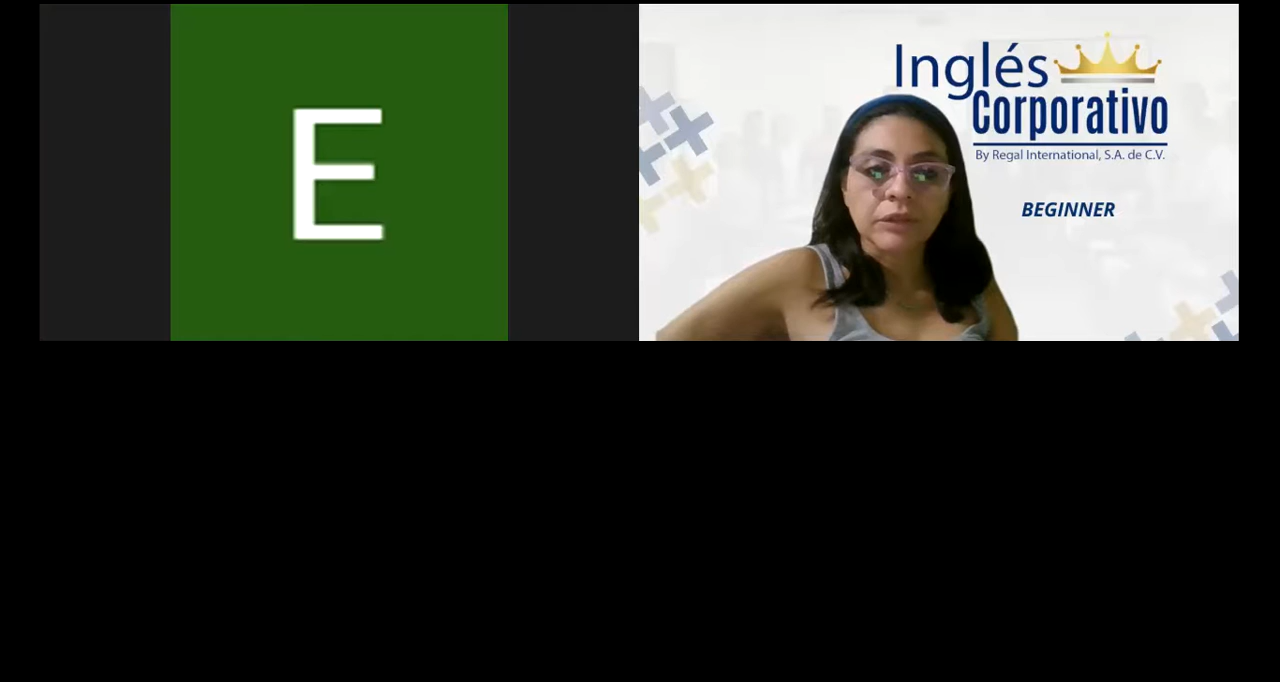 E
Inglés
Corporativo
By Regal International, S.A. de C.V.
BEGINNER